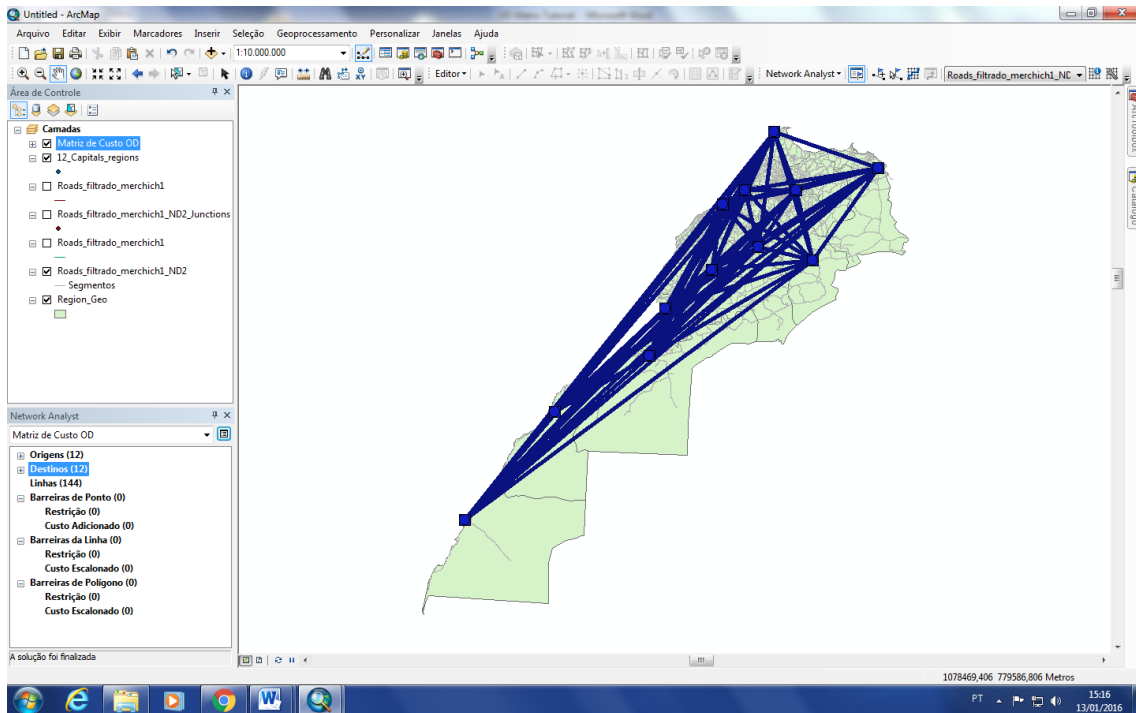 Untitled - ArcMap
Arquivo Editar Exibir Marcadores Inserir Seleção Geoprocessamento Personalizar Janelas Ajuda
1:10.000.000
Editor
Network Analyst
Roads_filtrado_merchich1_NE
Área de Controle
Camadas
Matriz de Custo OD
12_Capitals_regions
Roads_filtrado_merchich1
Roads_filtrado_merchich1_ND2_Junctions
Roads_filtrado_merchich1
Roads_filtrado_merchich1_ND2
Segmentos
Region_Geo
ArcToolbox
Catálogo
Network Analyst
Matriz de Custo OD
Origens (12)
Destinos (12)
Linhas (144)
Barreiras de Ponto (0)
Restrição (0)
Custo Adicionado (0)
Barreiras da Linha (0)
Restrição (0)
Custo Escalonado (0)
Barreiras de Polígono (0)
Restrição (0)
Custo Escalonado (0)
A solução foi finalizada
1078469,406 779586,806 Metros
PT
15:16
13/01/2016